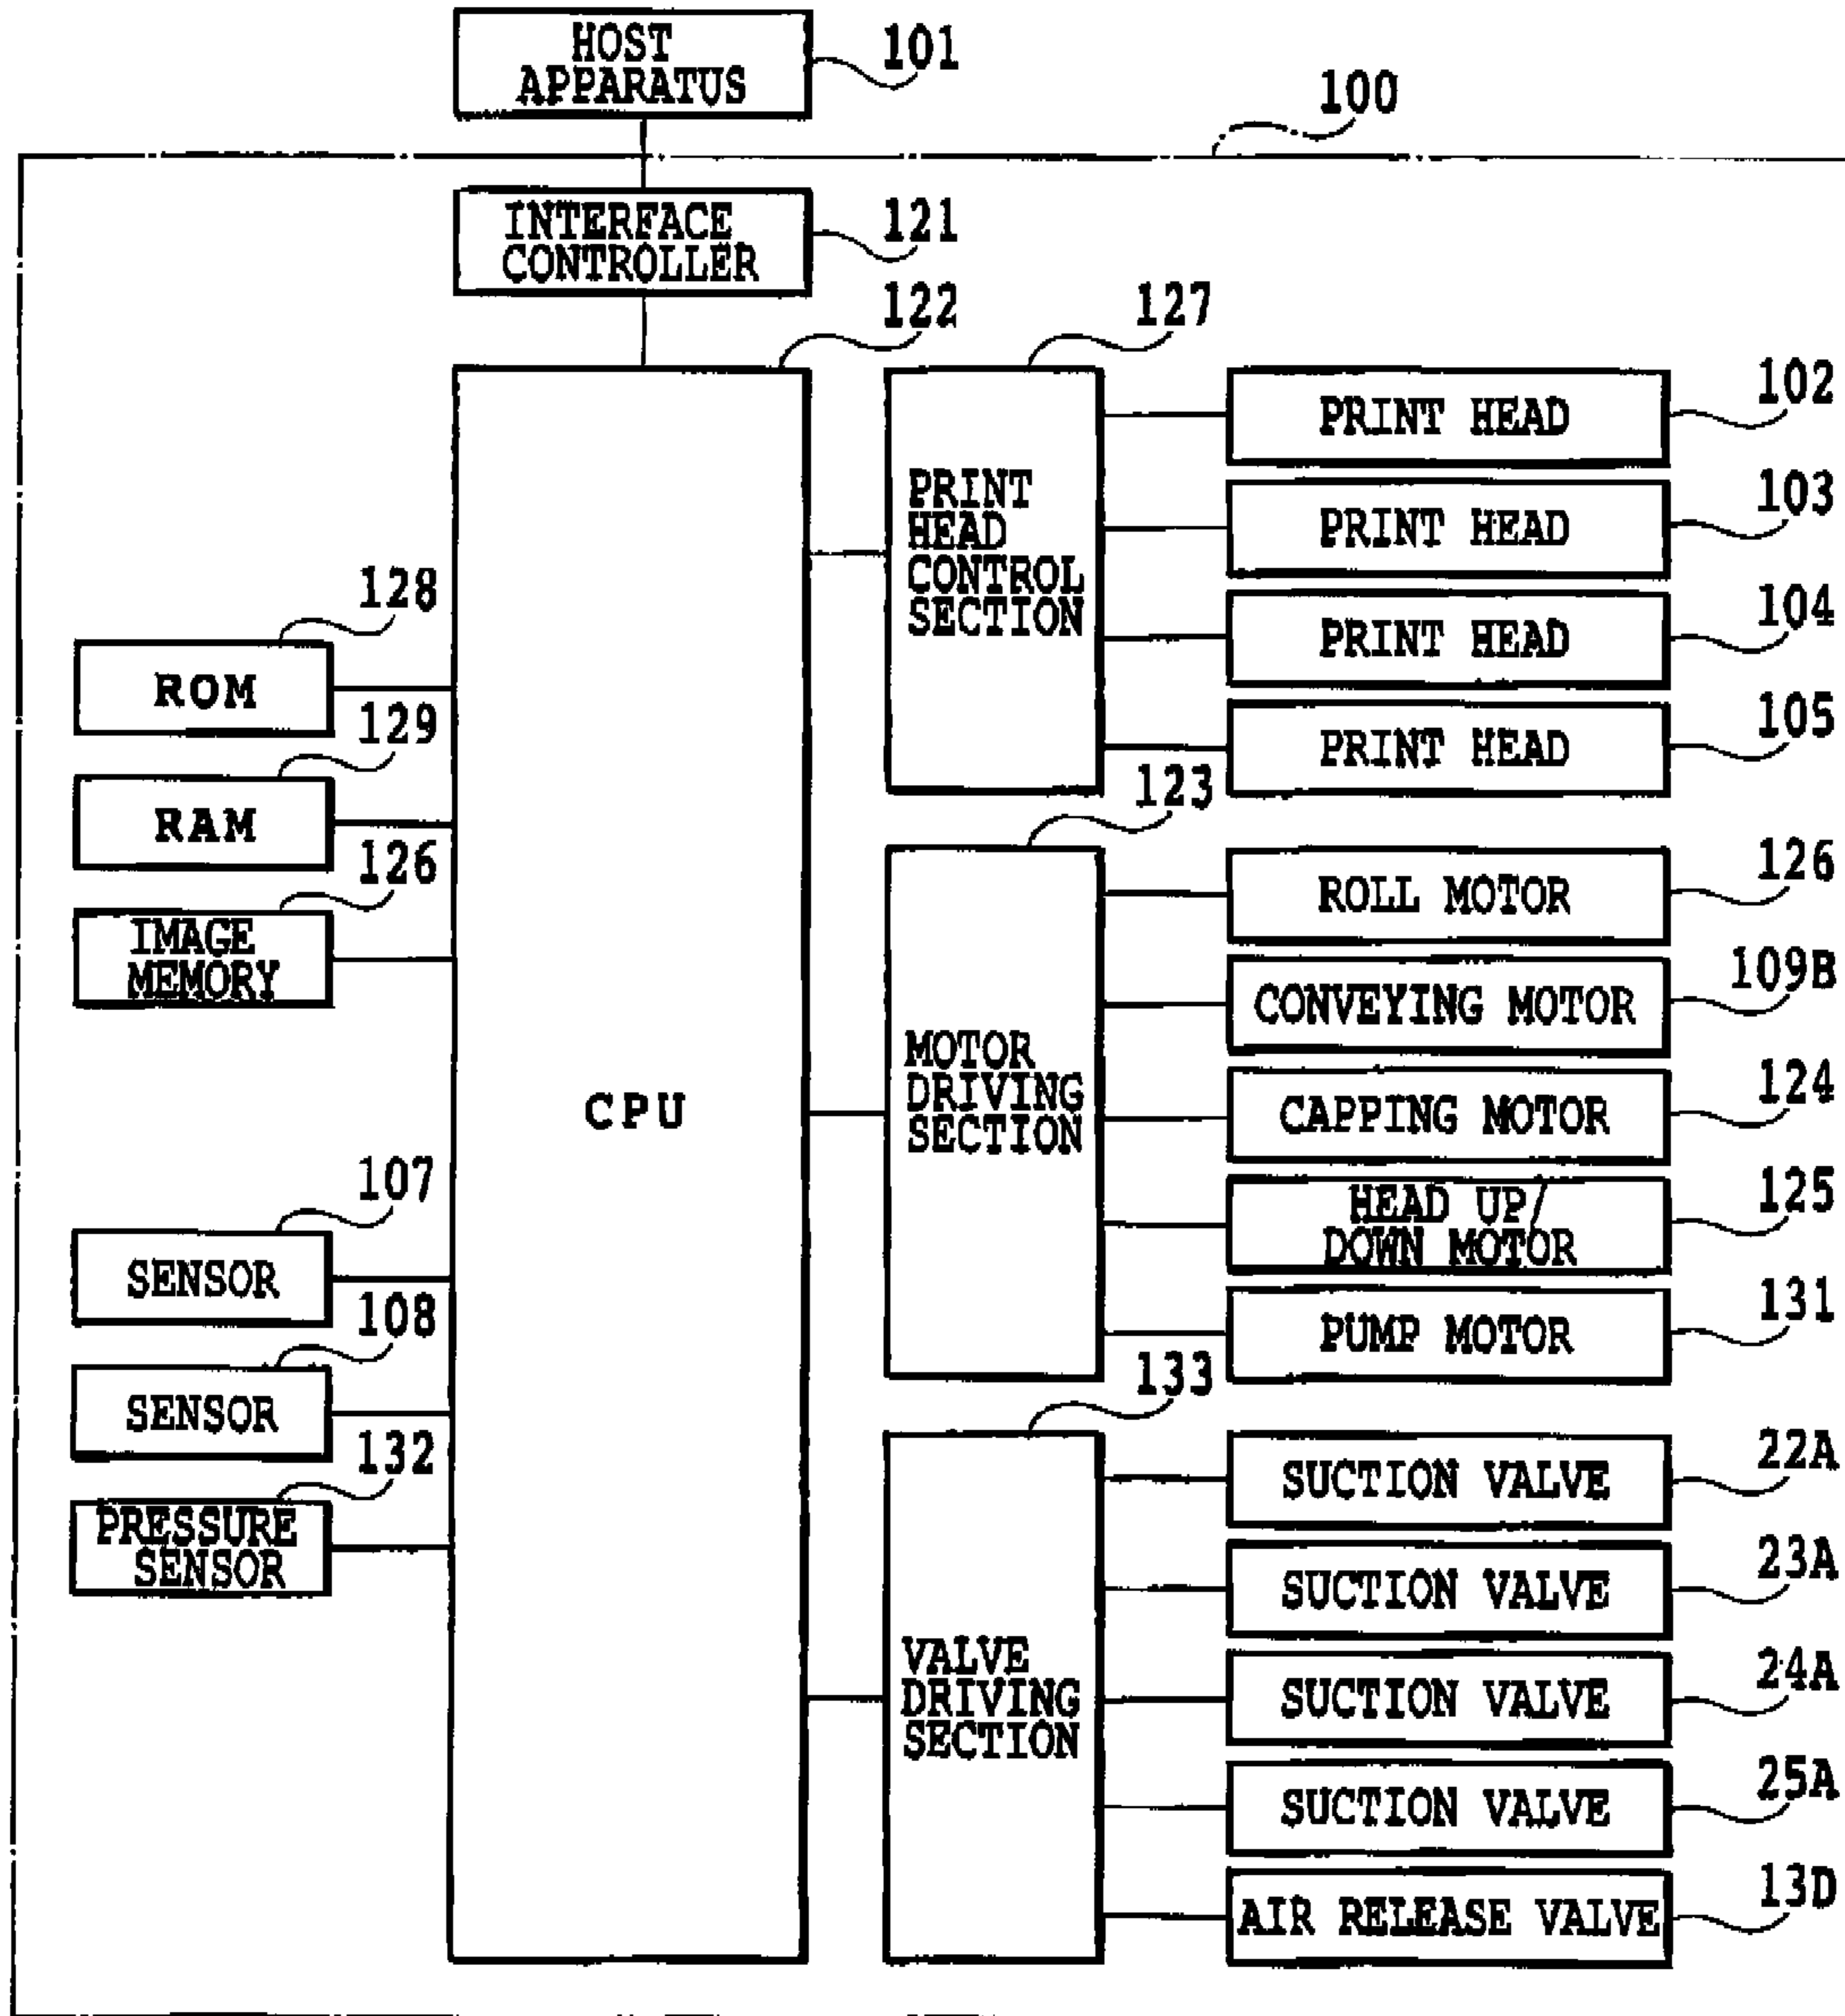 HOST
APPARATUS
101
100
INTERFACE
CONTROLLER
121
122
CPU
128
ROM
129
RAM
126
IMAGE
MEMORY
107
SENSOR
108
SENSOR
132
PRESSURE
SENSOR
127
PRINT
HEAD
CONTROL
SECTION
PRINT HEAD
102
PRINT HEAD
103
PRINT HEAD
104
PRINT HEAD
105
123
MOTOR
DRIVING
SECTION
ROLL MOTOR
126
CONVEYING MOTOR
109B
CAPPING MOTOR
124
HEAD UP/
DOWN MOTOR
125
PUMP MOTOR
131
133
VALVE
DRIVING
SECTION
SUCTION VALVE
22A
SUCTION VALVE
23A
SUCTION VALVE
24A
SUCTION VALVE
25A
AIR RELEASE VALVE
13D